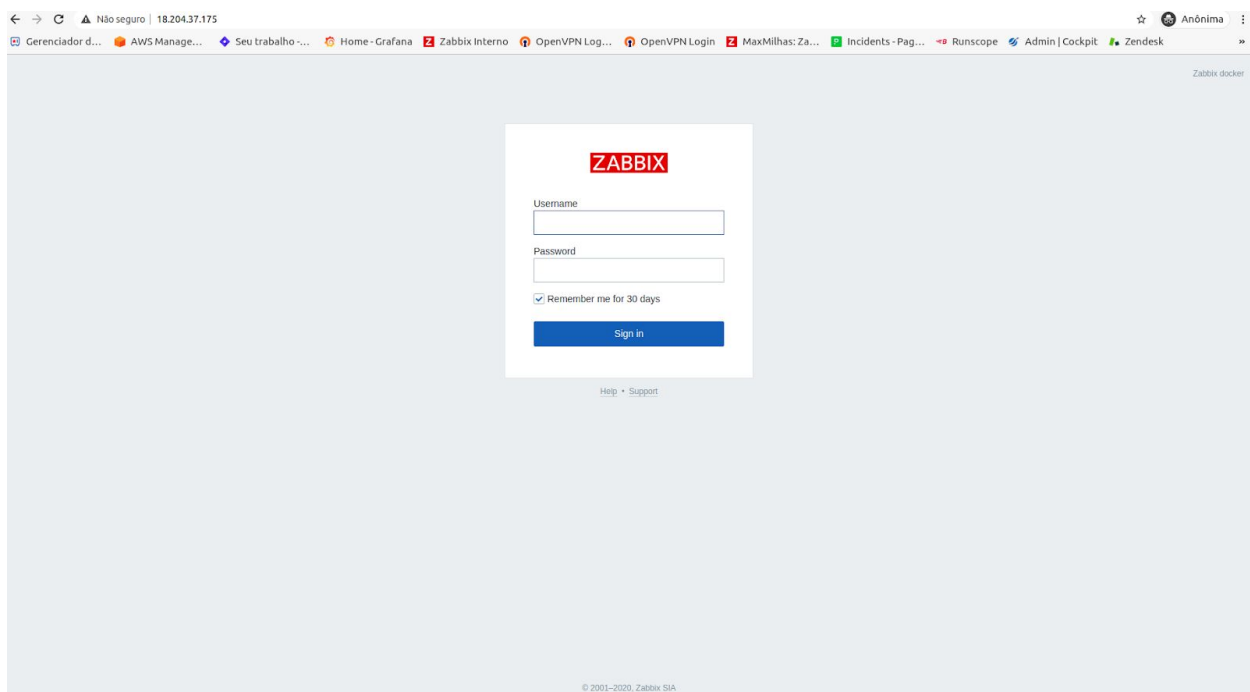 Não seguro | 18.204.37.175 Anônima
Gerenciador d... AWS Manage... Seu trabalho -... Home - Grafana Zabbix Interno OpenVPN Log... OpenVPN Login MaxMilhas: Za... Incidents - Pag... Runscope Admin | Cockpit Zendesk »
Zabbix docker
ZABBIX
Username
Password
Remember me for 30 days
Sign in
Help • Support
© 2001–2020, Zabbix SIA